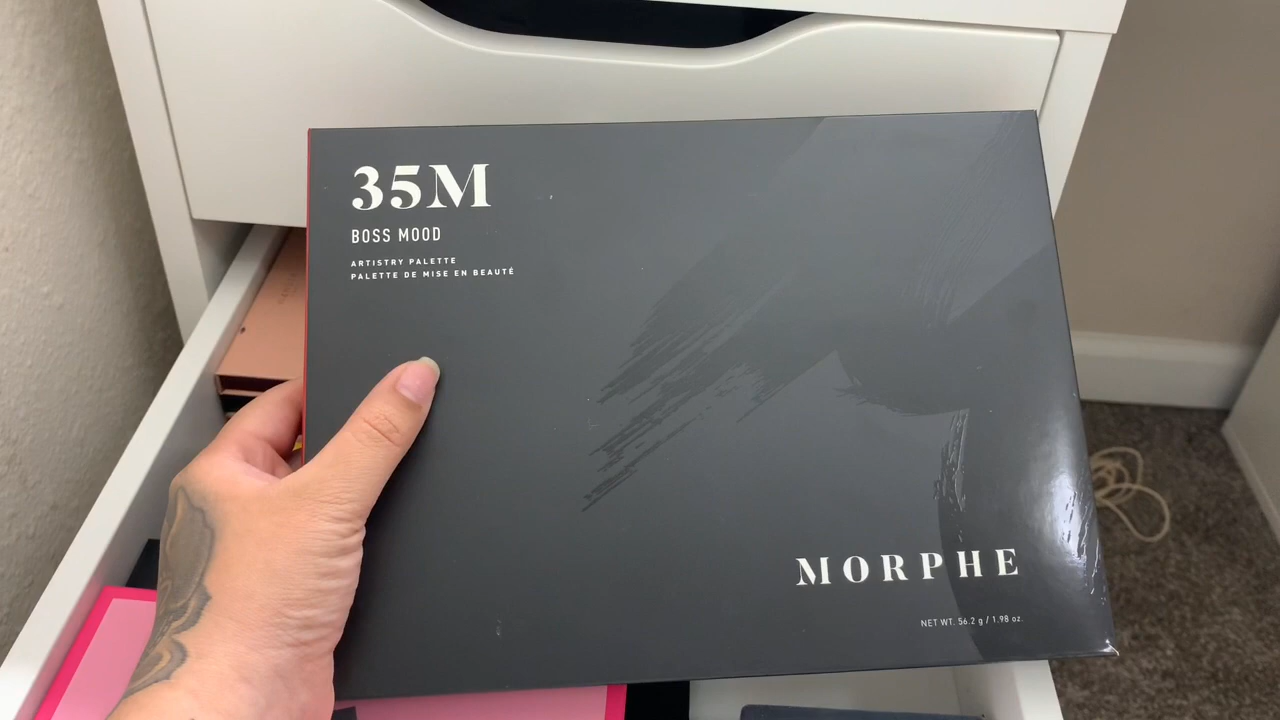 35M
BOSS MOOD
ARTISTRY PALETTE
PALETTE DE MISE EN BEAUTÉ
MORPHE
NET WT. 56.2 g / 1.98 oz.